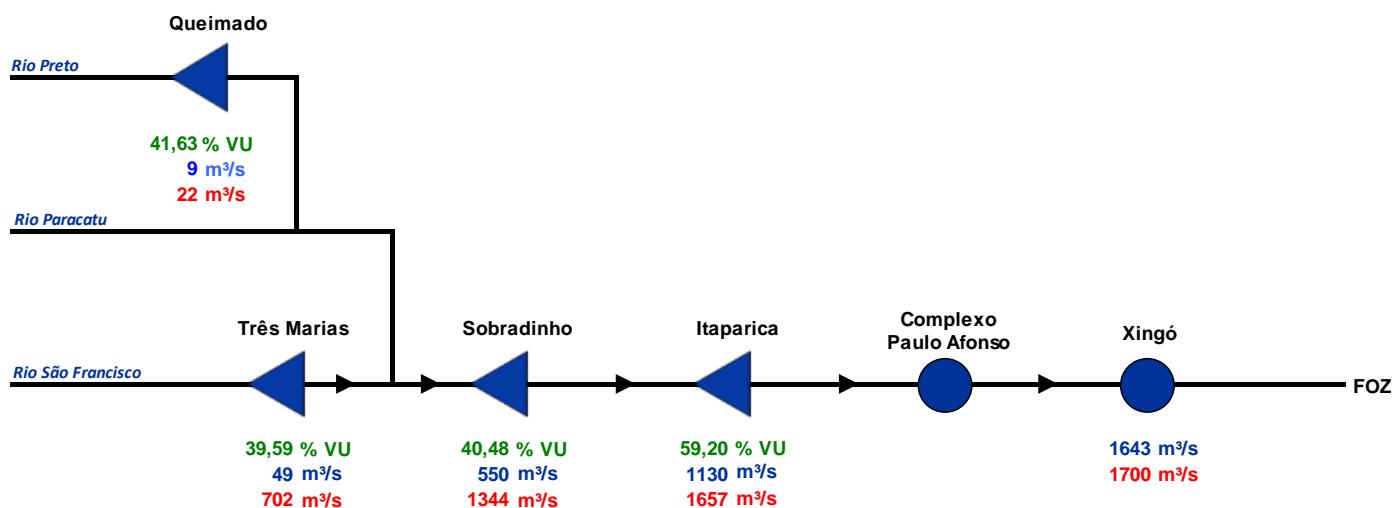 Queimado
Rio Preto
41,63 % VU
9 m³/s
22 m³/s
Rio Paracatu
Três Marias
Sobradinho
Itaparica
Complexo
Paulo Afonso
Xingó
Rio São Francisco
FOZ
39,59 % VU
49 m³/s
702 m³/s
40,48 % VU
550 m³/s
1344 m³/s
59,20 % VU
1130 m³/s
1657 m³/s
1643 m³/s
1700 m³/s